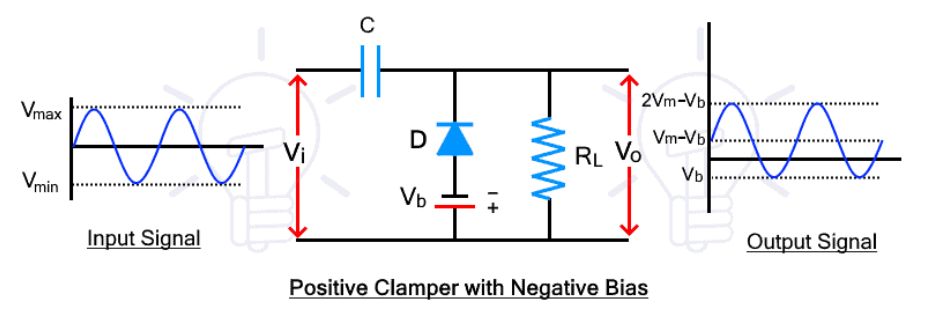 C
Vmax
Vmin
Input Signal
Vi
D
Vb
−
+
RL
Vo
2Vm−Vb
Vm−Vb
Vb
Output Signal
Positive Clamper with Negative Bias